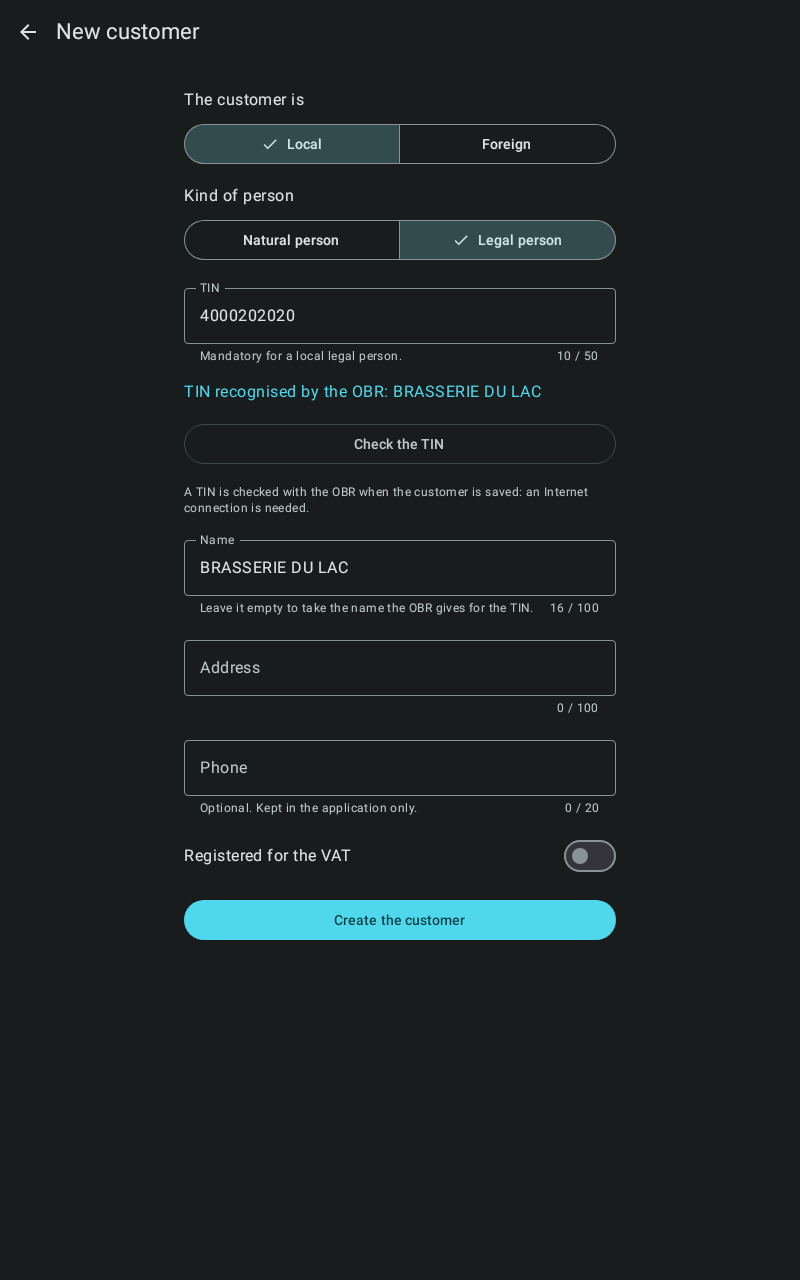 New customer
The customer is
Local
Foreign
Kind of person
Natural person
Legal person
TIN
4000202020
Mandatory for a local legal person.
10 / 50
TIN recognised by the OBR: BRASSERIE DU LAC
Check the TIN
A TIN is checked with the OBR when the customer is saved: an Internet
connection is needed.
Name
BRASSERIE DU LAC
Leave it empty to take the name the OBR gives for the TIN.
16 / 100
Address
0 / 100
Phone
Optional. Kept in the application only.
0 / 20
Registered for the VAT
Create the customer